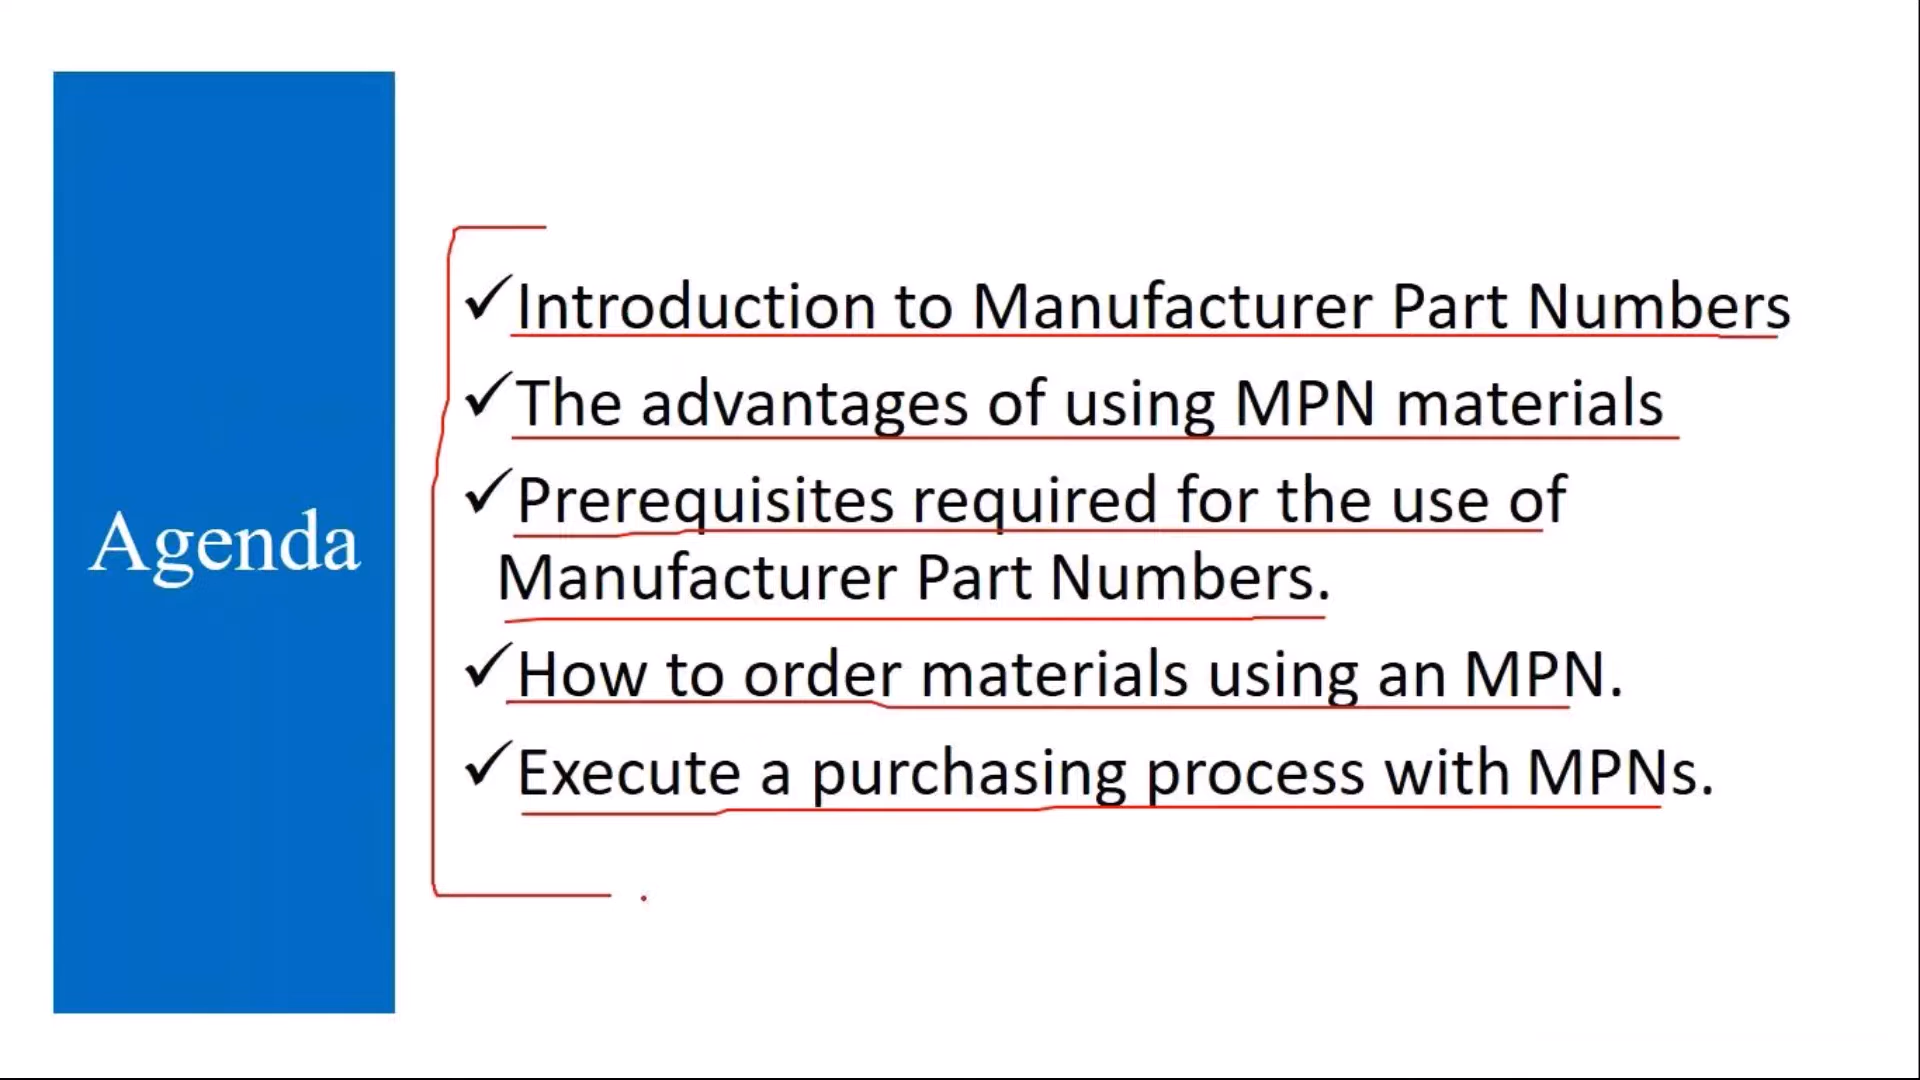 Agenda
✓Introduction to Manufacturer Part Numbers
✓The advantages of using MPN materials
✓Prerequisites required for the use of
Manufacturer Part Numbers.
✓How to order materials using an MPN.
✓Execute a purchasing process with MPNs.